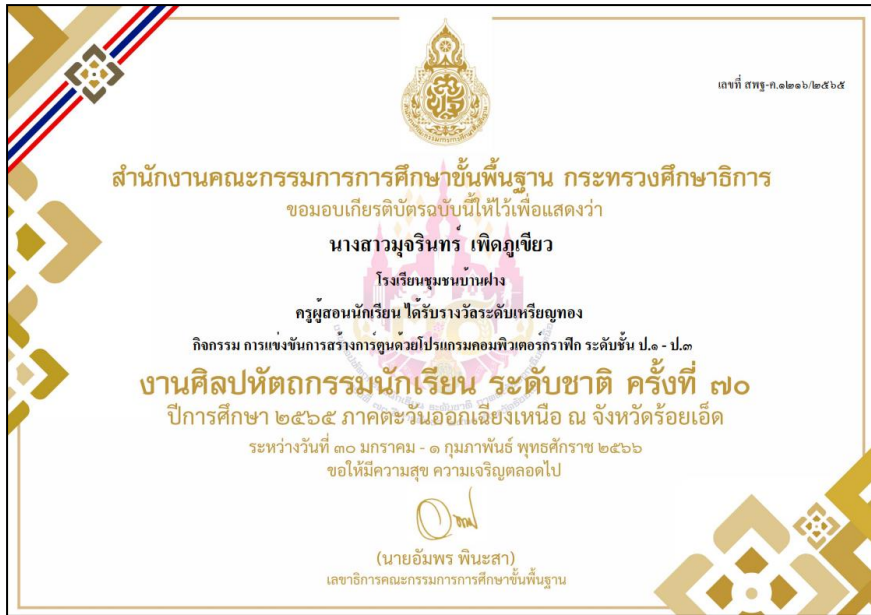 เลขที่ สพฐ-ค.๑๒๑๖/๒๕๖๕
สำนักงานคณะกรรมการการศึกษาขั้นพื้นฐาน กระทรวงศึกษาธิการ
ขอมอบเกียรติบัตรฉบับนี้ให้ไว้เพื่อแสดงว่า
นางสาวมุจรินทร์ เพิดภูเขียว
โรงเรียนชุมชนบ้านฝาง
ครูผู้สอนนักเรียน ได้รับรางวัลระดับเหรียญทอง
กิจกรรม การแข่งขันการสร้างการ์ตูนด้วยโปรแกรมคอมพิวเตอร์กราฟิก ระดับชั้น ป.๑ - ป.๓
งานศิลปหัตถกรรมนักเรียน ระดับชาติ ครั้งที่ ๗๐
ปีการศึกษา ๒๕๖๕ ภาคตะวันออกเฉียงเหนือ ณ จังหวัดร้อยเอ็ด
ระหว่างวันที่ ๓๐ มกราคม - ๑ กุมภาพันธ์ พุทธศักราช ๒๕๖๖
ขอให้มีความสุข ความเจริญตลอดไป
(นายอัมพร พินะสา)
เลขาธิการคณะกรรมการการศึกษาขั้นพื้นฐาน